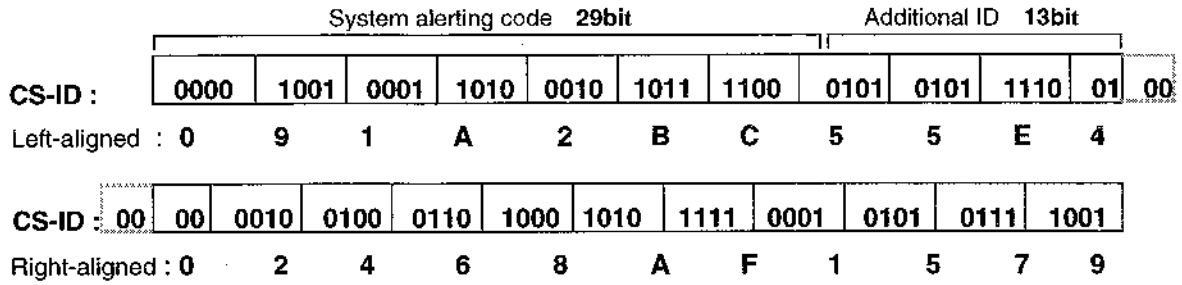 System alerting code 29bit Additional ID 13bit
CS-ID : 0000 1001 0001 1010 0010 1011 1100 0101 0101 1110 01 00
Left-aligned : 0 9 1 A 2 B C 5 5 E 4
CS-ID : 00 00 0010 0100 0110 1000 1010 1111 0001 0101 0111 1001
Right-aligned : 0 2 4 6 8 A F 1 5 7 9